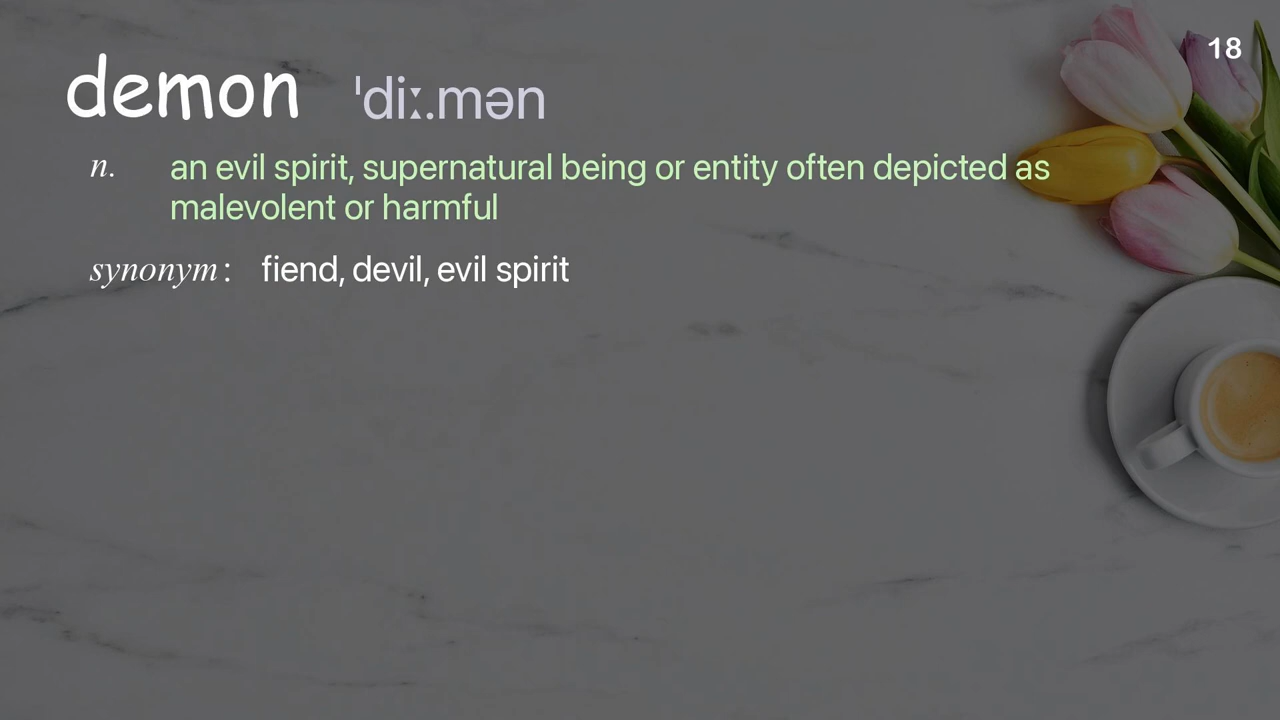 18
demon ˈdiː.mən
n. an evil spirit, supernatural being or entity often depicted as
malevolent or harmful
synonym: fiend, devil, evil spirit